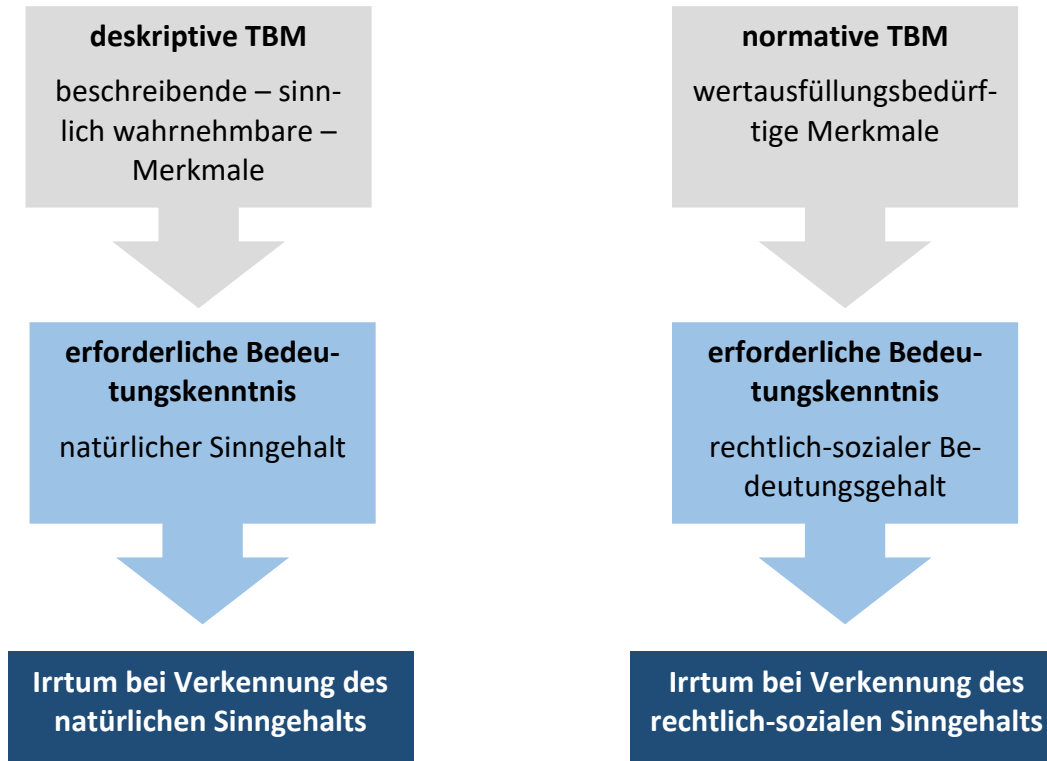 deskriptive TBM
beschreibende – sinn-
lich wahrnehmbare –
Merkmale
normative TBM
wertausfüllungsbedürf-
tige Merkmale
erforderliche Bedeu-
tungskenntnis
natürlicher Sinngehalt
erforderliche Bedeu-
tungskenntnis
rechtlich-sozialer Be-
deutungsgehalt
Irrtum bei Verkennung des
natürlichen Sinngehalts
Irrtum bei Verkennung des
rechtlich-sozialen Sinngehalts